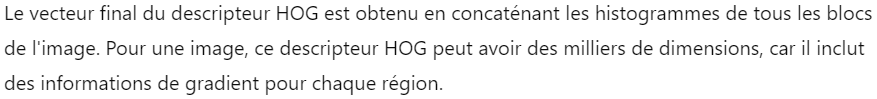 Le vecteur final du descripteur HOG est obtenu en concaténant les histogrammes de tous les blocs
de l'image. Pour une image, ce descripteur HOG peut avoir des milliers de dimensions, car il inclut
des informations de gradient pour chaque région.